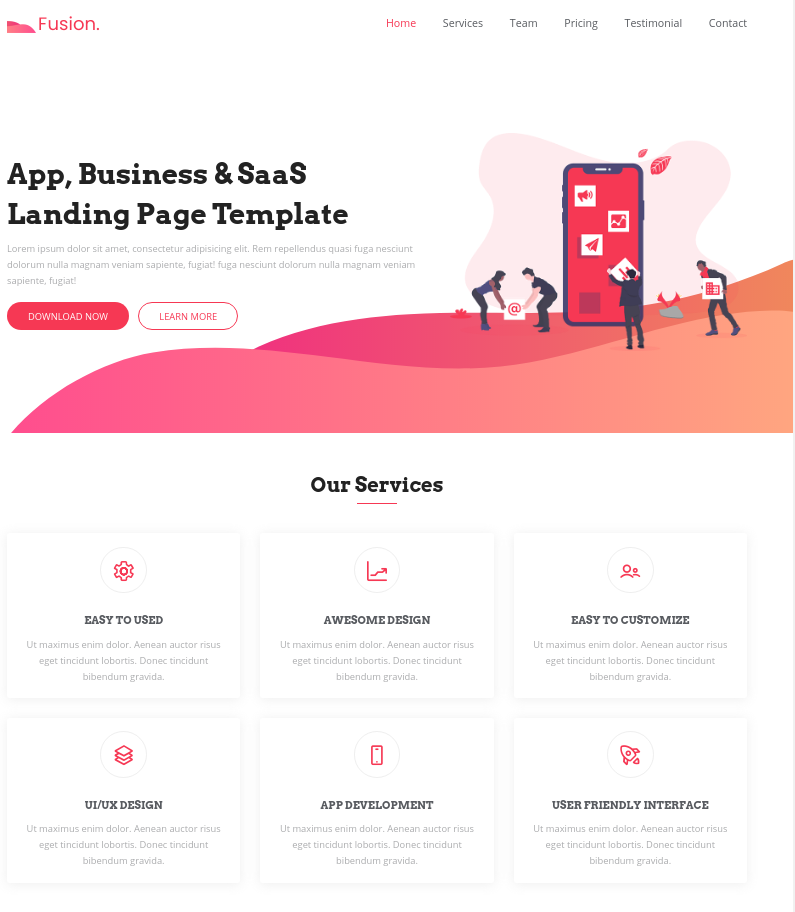 Fusion.
Home Services Team Pricing Testimonial Contact
App, Business & SaaS
Landing Page Template
Lorem ipsum dolor sit amet, consectetur adipisicing elit. Rem repellendus quasi fuga nesciunt
dolorum nulla magnam veniam sapiente, fugiat! fuga nesciunt dolorum nulla magnam veniam
sapiente, fugiat!
DOWNLOAD NOW LEARN MORE
@
Our Services
EASY TO USED
Ut maximus enim dolor. Aenean auctor risus
eget tincidunt lobortis. Donec tincidunt
bibendum gravida.
AWESOME DESIGN
Ut maximus enim dolor. Aenean auctor risus
eget tincidunt lobortis. Donec tincidunt
bibendum gravida.
EASY TO CUSTOMIZE
Ut maximus enim dolor. Aenean auctor risus
eget tincidunt lobortis. Donec tincidunt
bibendum gravida.
UI/UX DESIGN
Ut maximus enim dolor. Aenean auctor risus
eget tincidunt lobortis. Donec tincidunt
bibendum gravida.
APP DEVELOPMENT
Ut maximus enim dolor. Aenean auctor risus
eget tincidunt lobortis. Donec tincidunt
bibendum gravida.
USER FRIENDLY INTERFACE
Ut maximus enim dolor. Aenean auctor risus
eget tincidunt lobortis. Donec tincidunt
bibendum gravida.